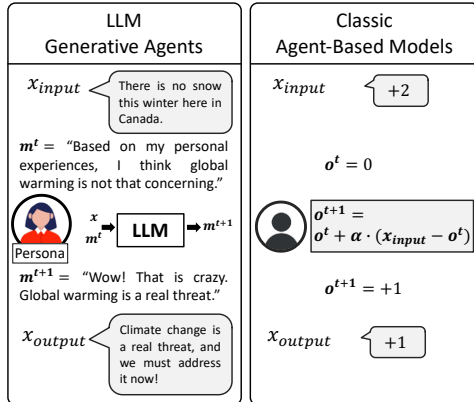 LLM
Generative Agents
x_input
There is no snow
this winter here in
Canada.
m^t = “Based on my personal
experiences, I think global
warming is not that concerning.”
Persona
x
m^t
LLM
m^{t+1}
m^{t+1} = “Wow! That is crazy.
Global warming is a real threat.”
x_output
Climate change is
a real threat, and
we must address
it now!
Classic
Agent-Based Models
x_input
+2
o^t = 0
o^{t+1} =
o^t + α · (x_input − o^t)
o^{t+1} = +1
x_output
+1